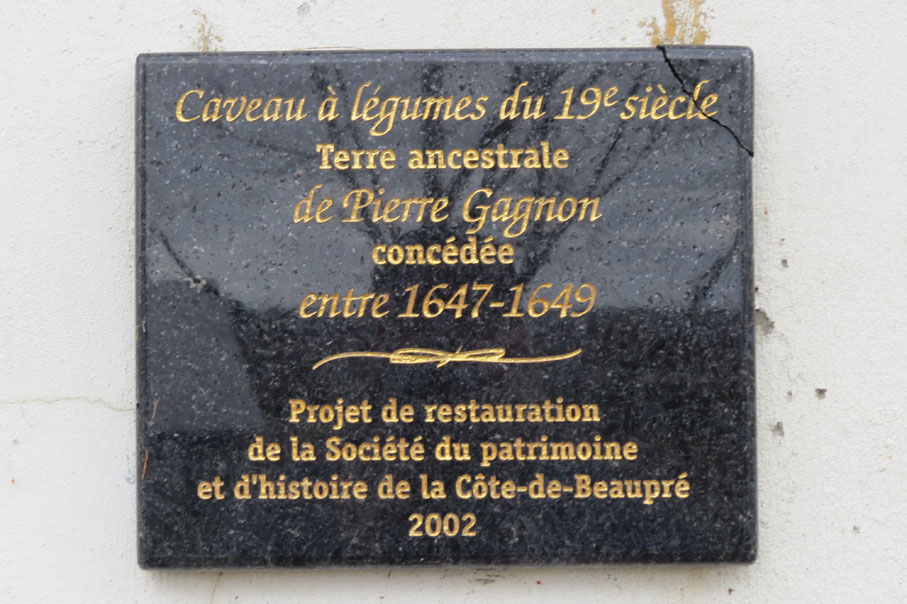 Caveau à légumes du 19e siècle
Terre ancestrale
de Pierre Gagnon
concédée
entre 1647-1649
Projet de restauration
de la Société du patrimoine
et d'histoire de la Côte-de-Beaupré
2002